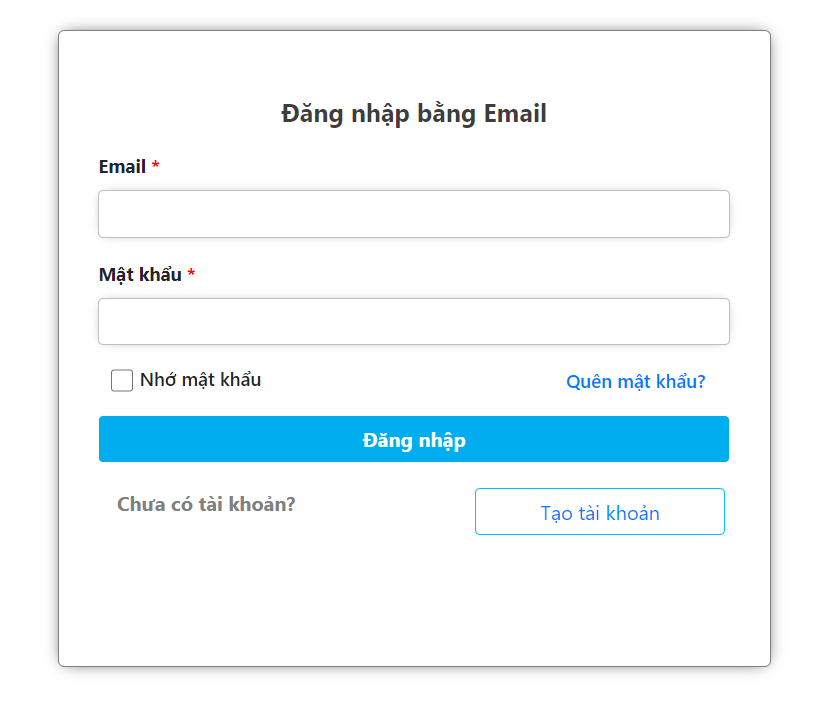 Đăng nhập bằng Email
Email *
Mật khẩu *
Nhớ mật khẩu
Quên mật khẩu?
Đăng nhập
Chưa có tài khoản?
Tạo tài khoản